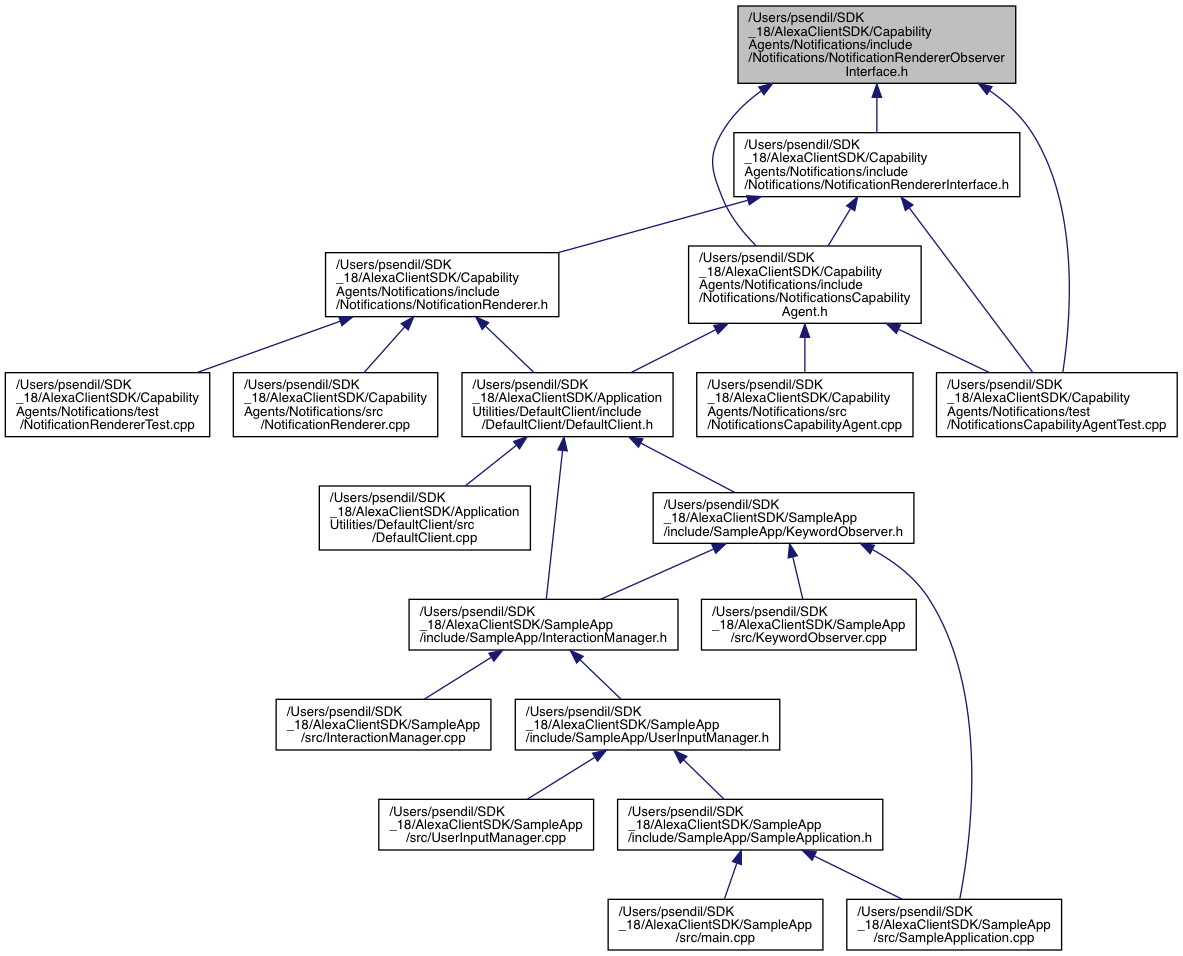 /Users/psendil/SDK
_18/AlexaClientSDK/Capability
Agents/Notifications/include
/Notifications/NotificationRendererObserver
Interface.h
/Users/psendil/SDK
_18/AlexaClientSDK/Capability
Agents/Notifications/include
/Notifications/NotificationRendererInterface.h
/Users/psendil/SDK
_18/AlexaClientSDK/Capability
Agents/Notifications/include
/Notifications/NotificationRenderer.h
/Users/psendil/SDK
_18/AlexaClientSDK/Capability
Agents/Notifications/include
/Notifications/NotificationsCapability
Agent.h
/Users/psendil/SDK
_18/AlexaClientSDK/Capability
Agents/Notifications/test
/NotificationRendererTest.cpp
/Users/psendil/SDK
_18/AlexaClientSDK/Capability
Agents/Notifications/src
/NotificationRenderer.cpp
/Users/psendil/SDK
_18/AlexaClientSDK/Application
Utilities/DefaultClient/include
/DefaultClient/DefaultClient.h
/Users/psendil/SDK
_18/AlexaClientSDK/Capability
Agents/Notifications/src
/NotificationsCapabilityAgent.cpp
/Users/psendil/SDK
_18/AlexaClientSDK/Capability
Agents/Notifications/test
/NotificationsCapabilityAgentTest.cpp
/Users/psendil/SDK
_18/AlexaClientSDK/Application
Utilities/DefaultClient/src
/DefaultClient.cpp
/Users/psendil/SDK
_18/AlexaClientSDK/SampleApp
/include/SampleApp/KeywordObserver.h
/Users/psendil/SDK
_18/AlexaClientSDK/SampleApp
/include/SampleApp/InteractionManager.h
/Users/psendil/SDK
_18/AlexaClientSDK/SampleApp
/src/KeywordObserver.cpp
/Users/psendil/SDK
_18/AlexaClientSDK/SampleApp
/src/InteractionManager.cpp
/Users/psendil/SDK
_18/AlexaClientSDK/SampleApp
/include/SampleApp/UserInputManager.h
/Users/psendil/SDK
_18/AlexaClientSDK/SampleApp
/src/UserInputManager.cpp
/Users/psendil/SDK
_18/AlexaClientSDK/SampleApp
/include/SampleApp/SampleApplication.h
/Users/psendil/SDK
_18/AlexaClientSDK/SampleApp
/src/main.cpp
/Users/psendil/SDK
_18/AlexaClientSDK/SampleApp
/src/SampleApplication.cpp